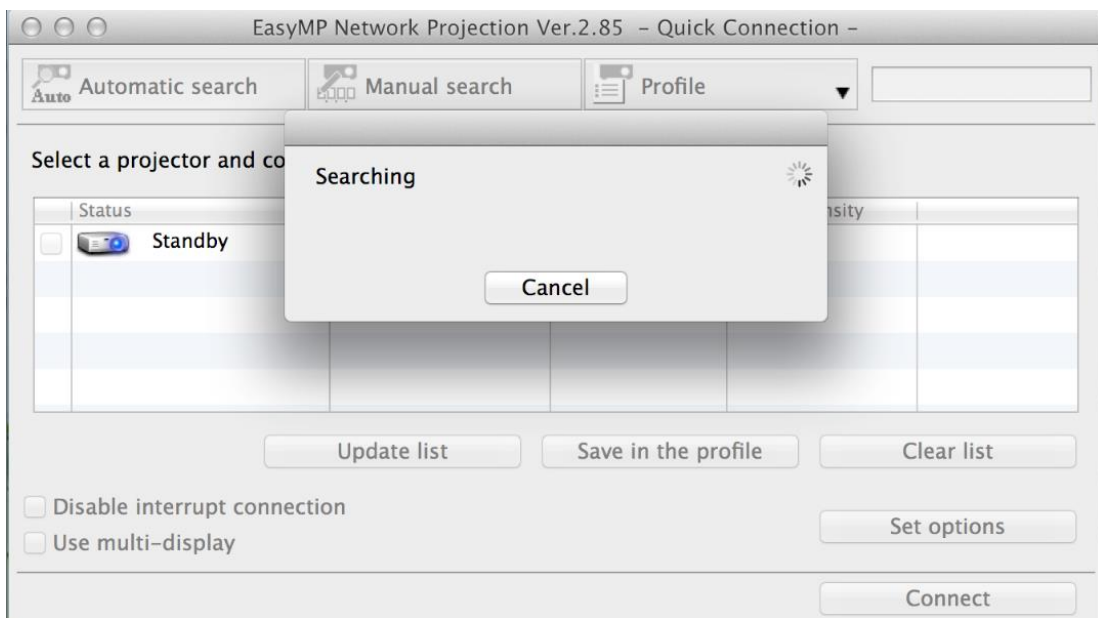 EasyMP Network Projection Ver.2.85 – Quick Connection –
Auto Automatic search Manual search Profile
Select a projector and
Searching
Status
Standby
Cancel
Update list Save in the profile Clear list
Disable interrupt connection
Set options
Use multi-display
Connect